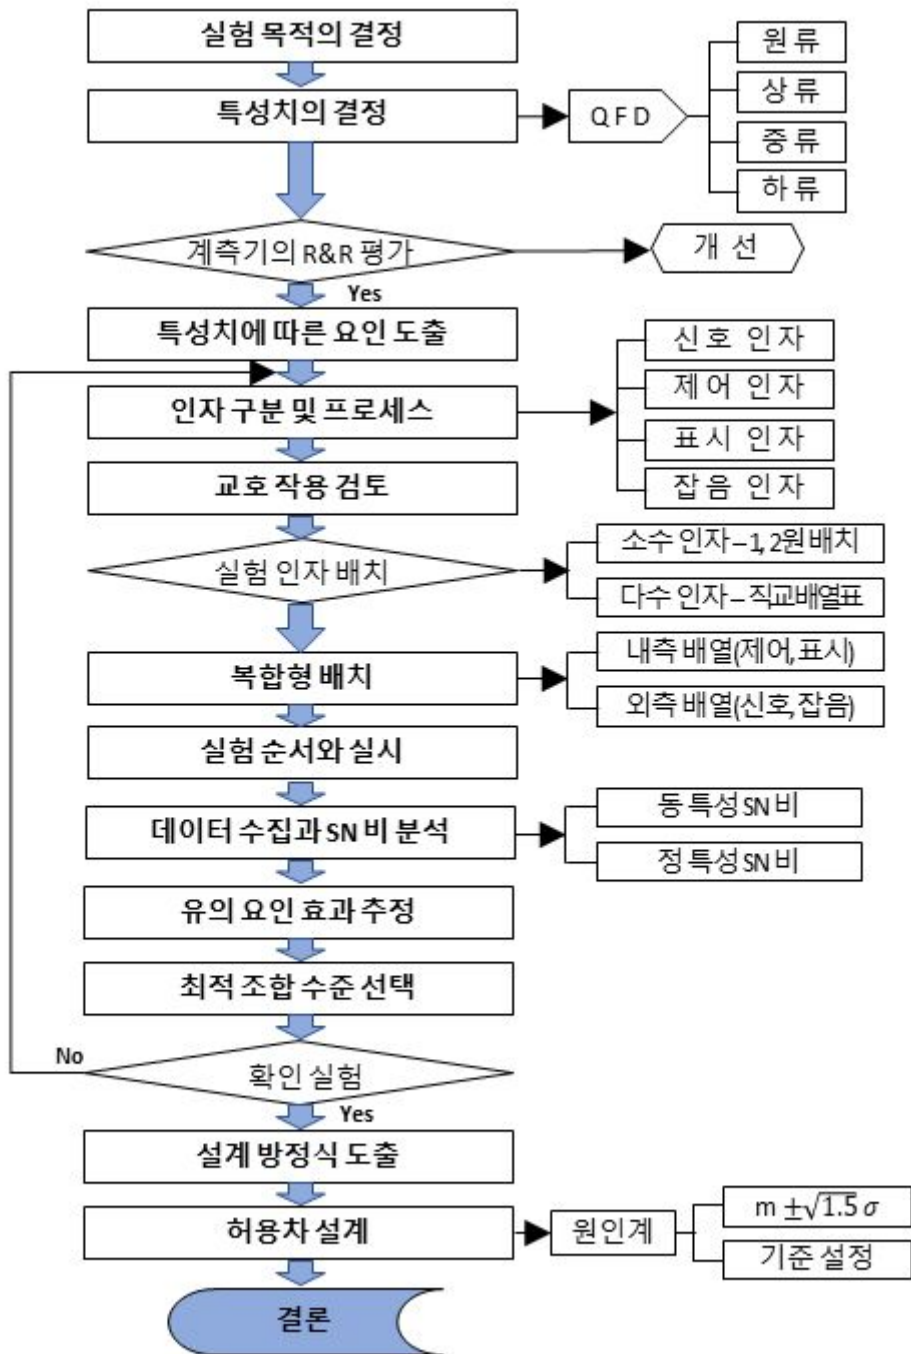 실험 목적의 결정
특성치의 결정
QFD
원 류
상 류
중 류
하 류
계측기의 R&R 평가
개 선
Yes
특성치에 따른 요인 도출
인자 구분 및 프로세스
신 호 인 자
제 어 인 자
표 시 인 자
잡 음 인 자
교호 작용 검토
실험 인자 배치
소수 인자 – 1, 2원 배치
다수 인자 – 직교배열표
복합형 배치
내측 배열(제어, 표시)
외측 배열(신호, 잡음)
실험 순서와 실시
데이터 수집과 SN 비 분석
동 특성 SN 비
정 특성 SN 비
유의 요인 효과 추정
최적 조합 수준 선택
확인 실험
No
Yes
설계 방정식 도출
허용차 설계
원인계
m ±√1.5 σ
기준 설정
결론